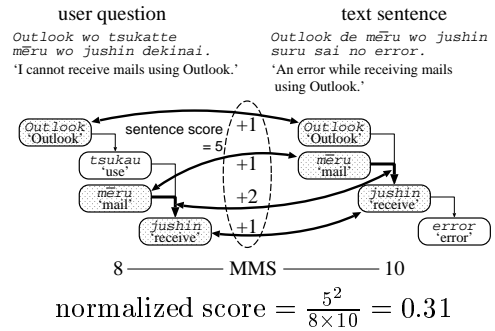 user question
Outlook wo tsukatte
mēru wo jushin dekinai.
'I cannot receive mails using Outlook.'
text sentence
Outlook de mēru wo jushin
suru sai no error.
'An error while receiving mails
using Outlook.'
Outlook
'Outlook'
tsukau
'use'
mēru
'mail'
jushin
'receive'
sentence score
= 5
+1
+1
+2
+1
Outlook
'Outlook'
mēru
'mail'
jushin
'receive'
error
'error'
8 MMS 10
normalized score = 5² / 8×10 = 0.31